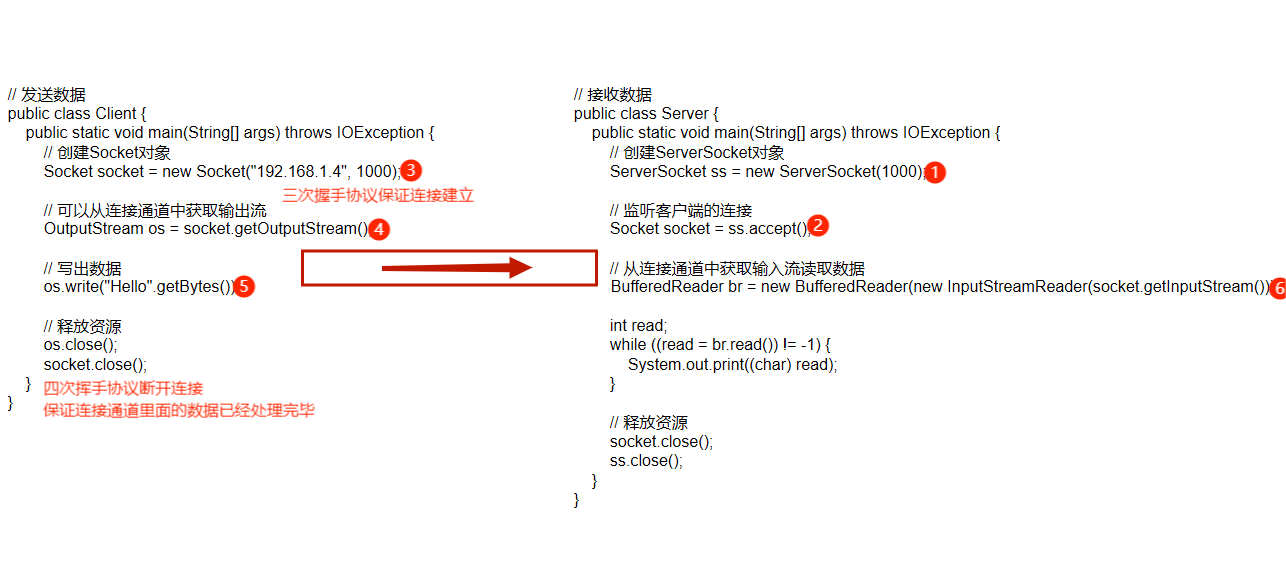 // 发送数据
public class Client {
public static void main(String[] args) throws IOException {
// 创建Socket对象
Socket socket = new Socket("192.168.1.4", 1000);3
三次握手协议保证连接建立
// 可以从连接通道中获取输出流
OutputStream os = socket.getOutputStream()4
// 写出数据
os.write("Hello".getBytes())5
// 释放资源
os.close();
socket.close();
}
四次挥手协议断开连接
}
保证连接通道里面的数据已经处理完毕
// 接收数据
public class Server {
public static void main(String[] args) throws IOException {
// 创建ServerSocket对象
ServerSocket ss = new ServerSocket(1000);1
// 监听客户端的连接
Socket socket = ss.accept();2
// 从连接通道中获取输入流读取数据
BufferedReader br = new BufferedReader(new InputStreamReader(socket.getInputStream())6
int read;
while ((read = br.read()) != -1) {
System.out.print((char) read);
}
// 释放资源
socket.close();
ss.close();
}
}